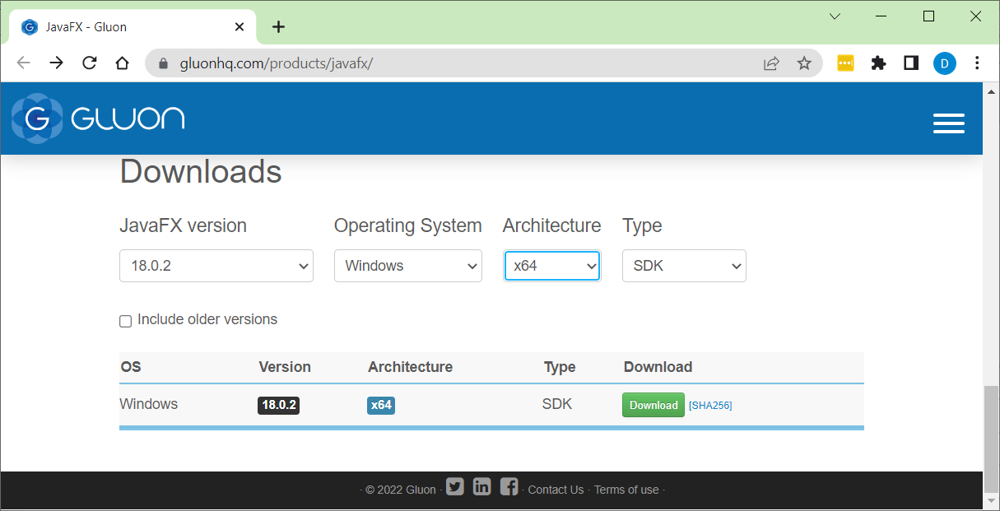 JavaFX - Gluon
gluonhq.com/products/javafx/
D
G GLUON
Downloads
JavaFX version Operating System Architecture Type
18.0.2 Windows x64 SDK
Include older versions
OS Version Architecture Type Download
Windows 18.0.2 x64 SDK Download [SHA256]
· © 2022 Gluon · in f · Contact Us · Terms of use ·